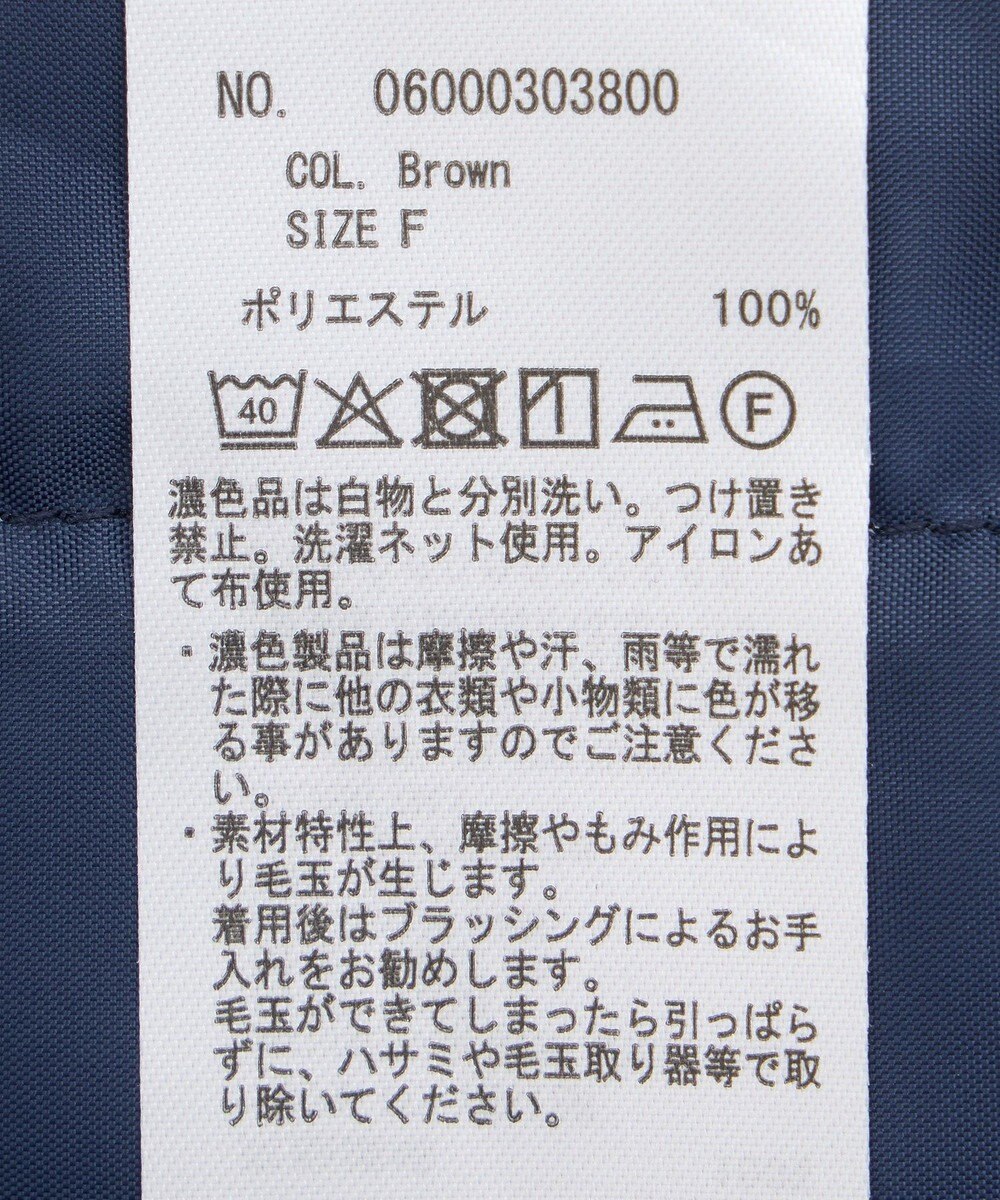 NO. 06000303800
COL. Brown
SIZE F
ポリエステル 100%
40 F
濃色品は白物と分別洗い。つけ置き
禁止。洗濯ネット使用。アイロンあ
て布使用。
・濃色製品は摩擦や汗、雨等で濡れ
た際に他の衣類や小物類に色が移
る事がありますのでご注意くださ
い。
・素材特性上、摩擦やもみ作用によ
り毛玉が生じます。
着用後はブラッシングによるお手
入れをお勧めします。
毛玉ができてしまったら引っぱら
ずに、ハサミや毛玉取り器等で取
り除いてください。